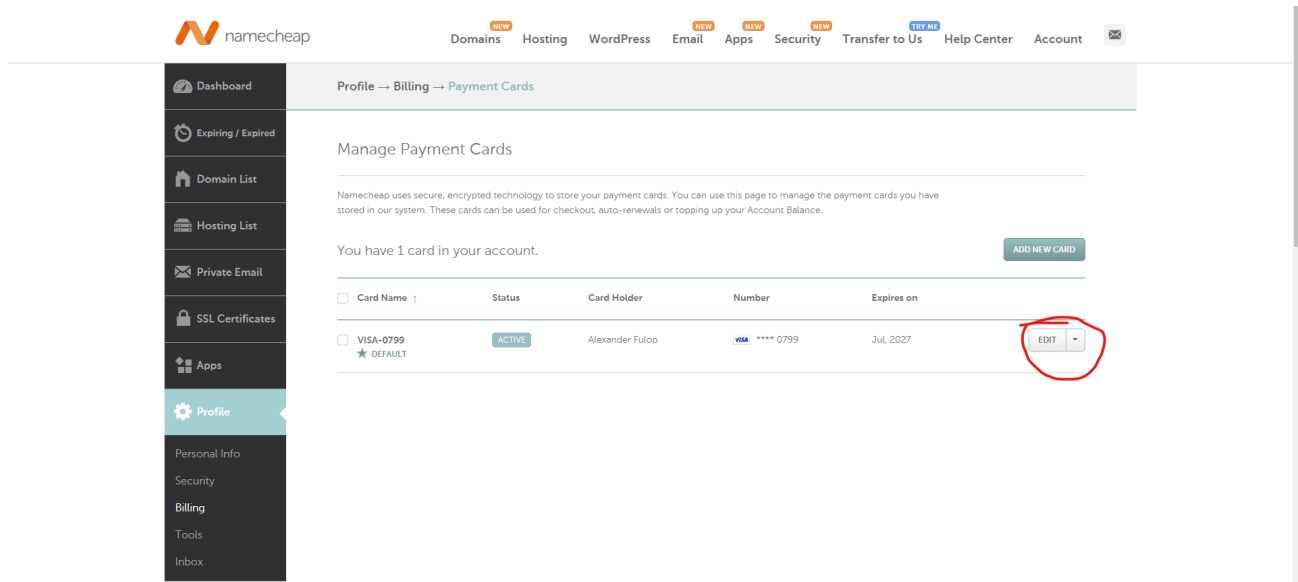 namecheap
NEW NEW NEW NEW TRY ME
Domains Hosting WordPress Email Apps Security Transfer to Us Help Center Account
Dashboard
Expiring / Expired
Domain List
Hosting List
Private Email
SSL Certificates
Apps
Profile
Personal Info
Security
Billing
Tools
Inbox
Profile → Billing → Payment Cards
Manage Payment Cards
Namecheap uses secure, encrypted technology to store your payment cards. You can use this page to manage the payment cards you have
stored in our system. These cards can be used for checkout, auto-renewals or topping up your Account Balance.
You have 1 card in your account.
ADD NEW CARD
Card Name ↑ Status Card Holder Number Expires on
VISA-0799 ACTIVE Alexander Fulop VISA **** 0799 Jul, 2027 EDIT
★ DEFAULT